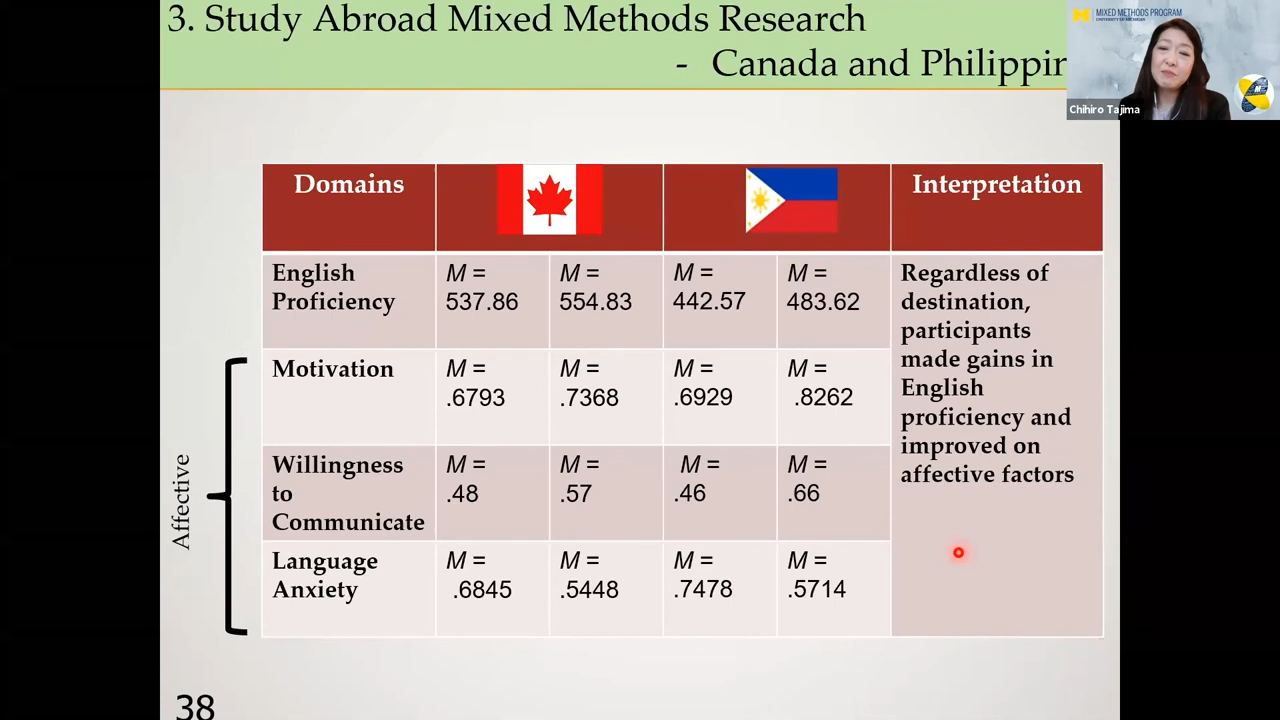 3. Study Abroad Mixed Methods Research
- Canada and Philippin
MIXED METHODS PROGRAM
UNIVERSITY OF MICHIGAN
Chihiro Tajima
Domains
Interpretation
English
Proficiency
M =
537.86
M =
554.83
M =
442.57
M =
483.62
Regardless of
destination,
participants
made gains in
English
proficiency and
improved on
affective factors
Affective
Motivation
M =
.6793
M =
.7368
M =
.6929
M =
.8262
Willingness
to
Communicate
M =
.48
M =
.57
M =
.46
M =
.66
Language
Anxiety
M =
.6845
M =
.5448
M =
.7478
M =
.5714
38